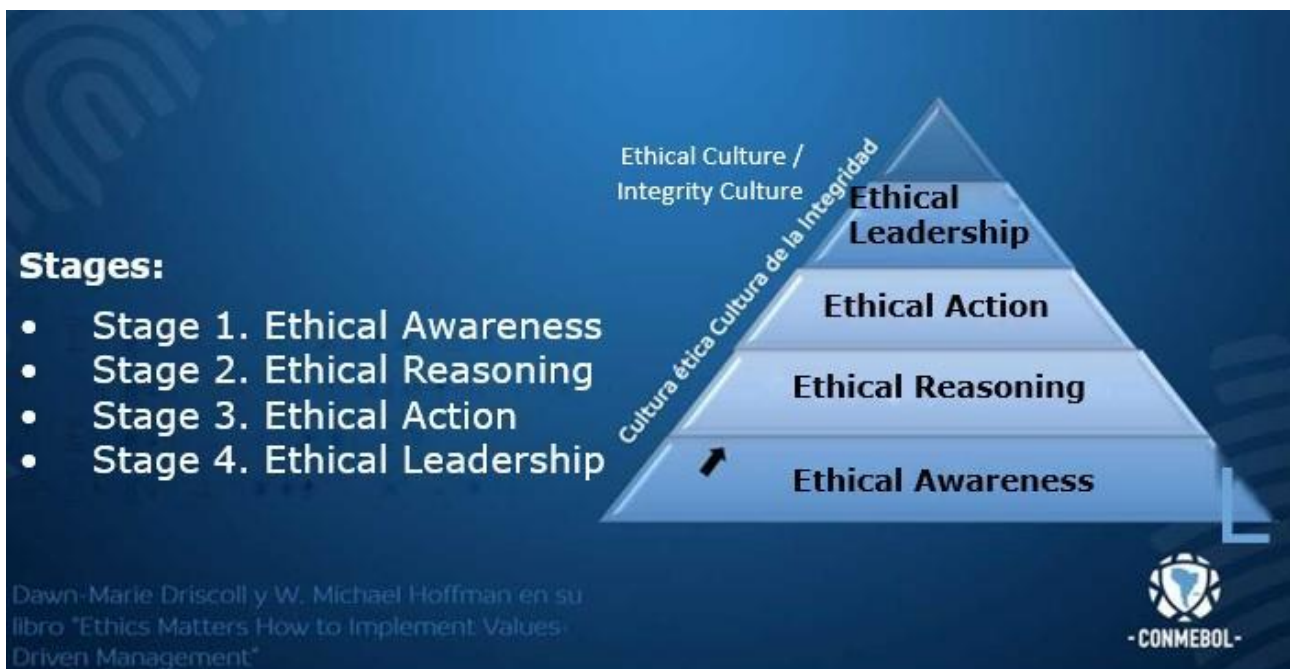 Ethical Culture /
Integrity Culture
Cultura ética Cultura de la Integridad
Stages:
• Stage 1. Ethical Awareness
• Stage 2. Ethical Reasoning
• Stage 3. Ethical Action
• Stage 4. Ethical Leadership
Ethical
Leadership
Ethical Action
Ethical Reasoning
Ethical Awareness
Dawn-Marie Driscoll y W. Michael Hoffman en su
libro "Ethics Matters How to Implement Values-
Driven Management"
-CONMEBOL-